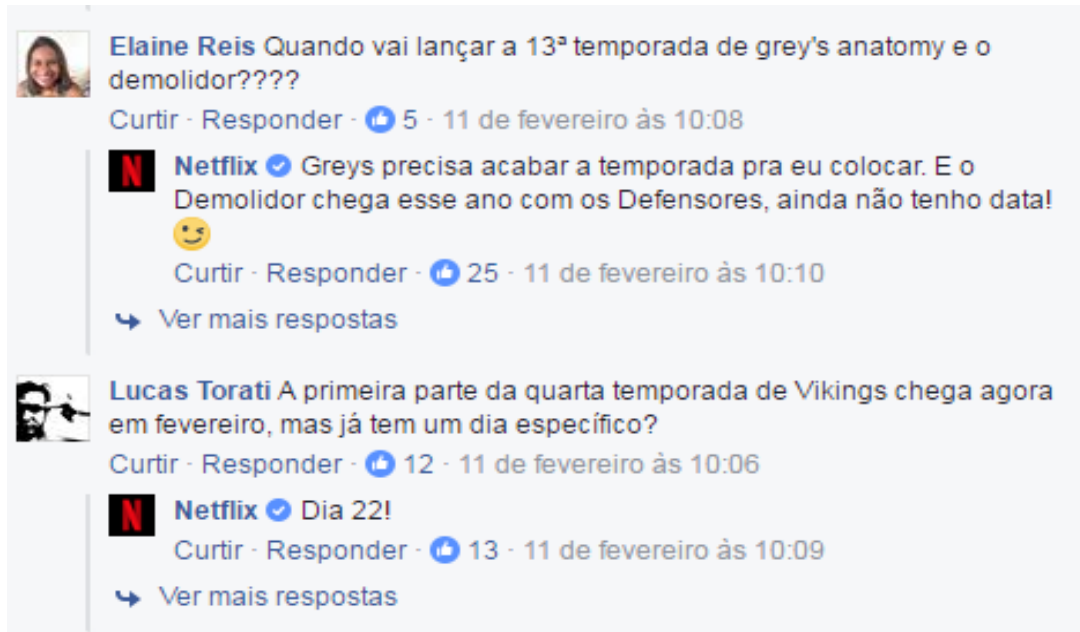 Elaine Reis Quando vai lançar a 13ª temporada de grey's anatomy e o
demolidor????
Curtir · Responder · 5 · 11 de fevereiro às 10:08
N
Netflix Greys precisa acabar a temporada pra eu colocar. E o
Demolidor chega esse ano com os Defensores, ainda não tenho data!
Curtir · Responder · 25 · 11 de fevereiro às 10:10
Ver mais respostas
Lucas Torati A primeira parte da quarta temporada de Vikings chega agora
em fevereiro, mas já tem um dia específico?
Curtir · Responder · 12 · 11 de fevereiro às 10:06
N
Netflix Dia 22!
Curtir · Responder · 13 · 11 de fevereiro às 10:09
Ver mais respostas